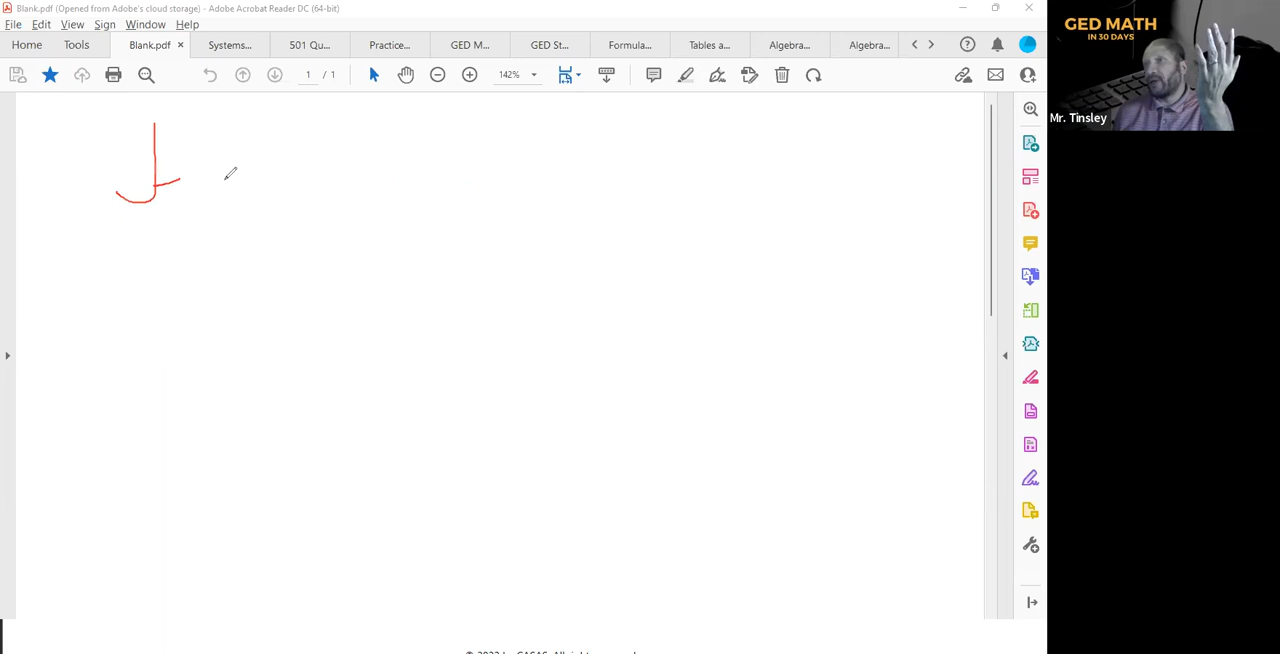 Blank.pdf (Opened from Adobe's cloud storage) - Adobe Acrobat Reader DC (64-bit)
File Edit View Sign Window Help
Home Tools Blank.pdf × Systems... 501 Qu... Practice... GED M... GED St... Formula... Tables a... Algebra... Algebra...
1 / 1 142%
GED MATH
IN 30 DAYS
Mr. Tinsley